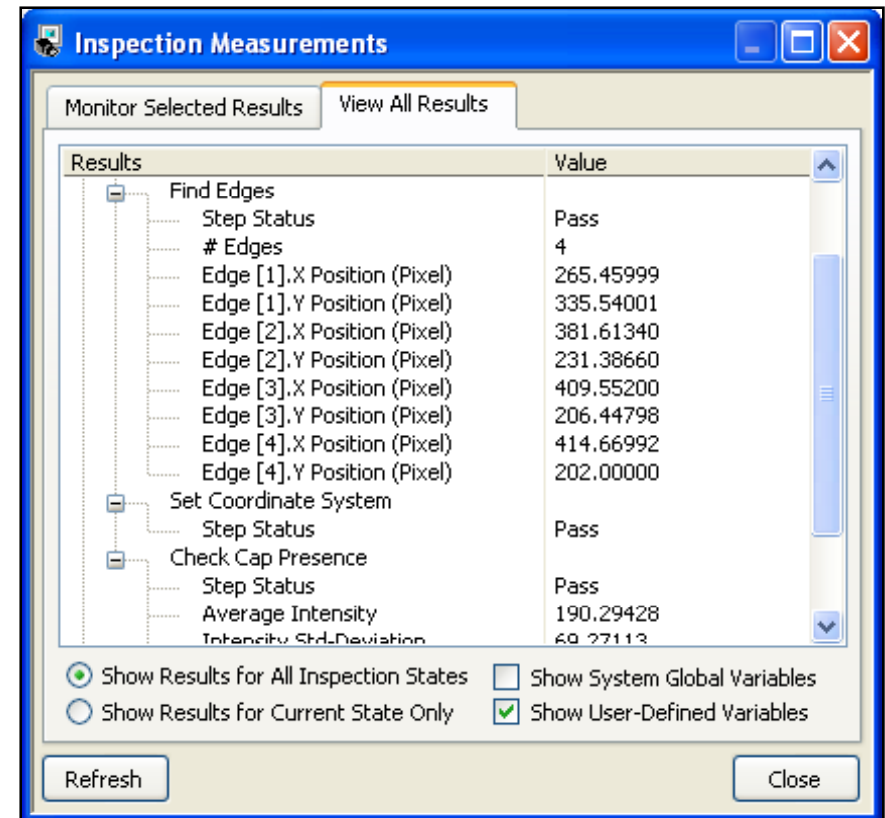 Inspection Measurements
Monitor Selected Results View All Results
Results Value
Find Edges
Step Status Pass
# Edges 4
Edge [1].X Position (Pixel) 265.45999
Edge [1].Y Position (Pixel) 335.54001
Edge [2].X Position (Pixel) 381.61340
Edge [2].Y Position (Pixel) 231.38660
Edge [3].X Position (Pixel) 409.55200
Edge [3].Y Position (Pixel) 206.44798
Edge [4].X Position (Pixel) 414.66992
Edge [4].Y Position (Pixel) 202.00000
Set Coordinate System
Step Status Pass
Check Cap Presence
Step Status Pass
Average Intensity 190.29428
Intensity Std-Deviation 69.27113
Show Results for All Inspection States Show System Global Variables
Show Results for Current State Only Show User-Defined Variables
Refresh Close